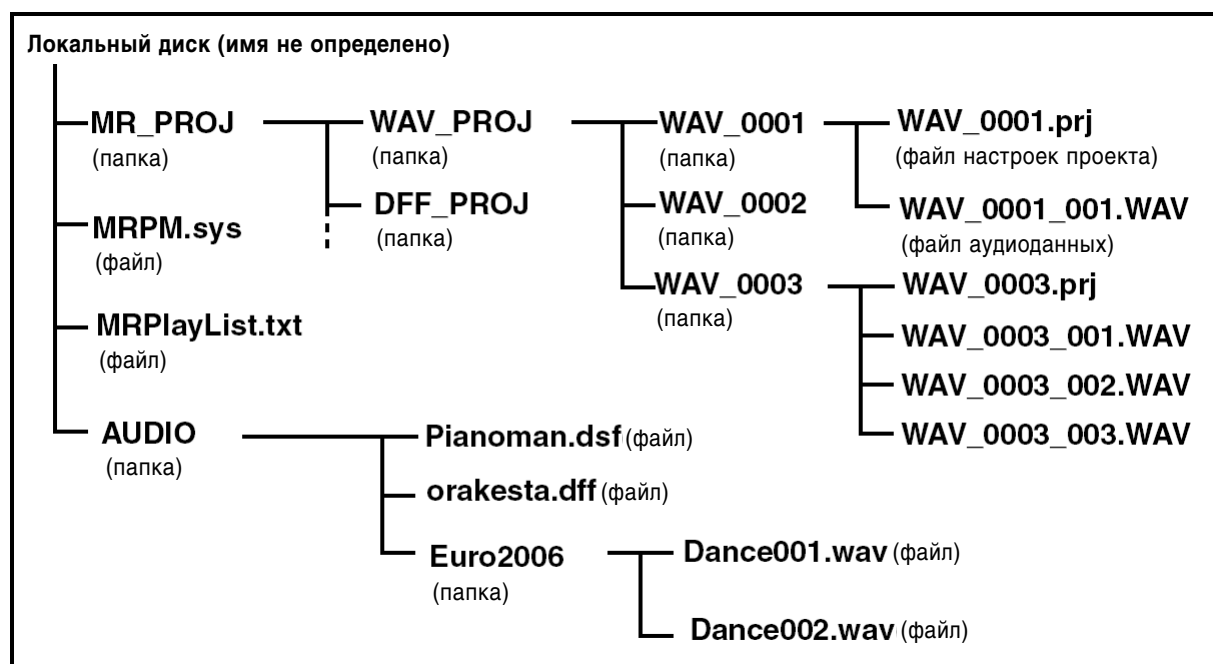 Локальный диск (имя не определено)
MR_PROJ WAV_PROJ WAV_0001 WAV_0001.prj
(папка) (папка) (папка) (файл настроек проекта)
DFF_PROJ WAV_0002 WAV_0001_001.WAV
(папка) (папка) (файл аудиоданных)
MRPM.sys
(файл)
WAV_0003 WAV_0003.prj
(папка)
MRPlayList.txt WAV_0003_001.WAV
(файл)
WAV_0003_002.WAV
AUDIO Pianoman.dsf (файл) WAV_0003_003.WAV
(папка)
orakesta.dff (файл)
Euro2006 Dance001.wav (файл)
(папка)
Dance002.wav (файл)